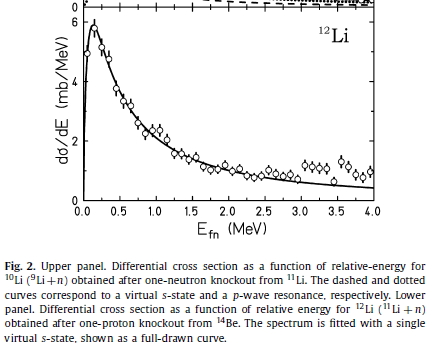 0
6
¹²Li
4
2
0
dσ/dE (mb/MeV)
0.0 0.5 1.0 1.5 2.0 2.5 3.0 3.5 4.0
E_fn (MeV)
Fig. 2. Upper panel. Differential cross section as a function of relative-energy for
¹⁰Li (⁹Li + n) obtained after one-neutron knockout from ¹¹Li. The dashed and dotted
curves correspond to a virtual s-state and a p-wave resonance, respectively. Lower
panel. Differential cross section as a function of relative energy for ¹²Li (¹¹Li + n)
obtained after one-proton knockout from ¹⁴Be. The spectrum is fitted with a single
virtual s-state, shown as a full-drawn curve.